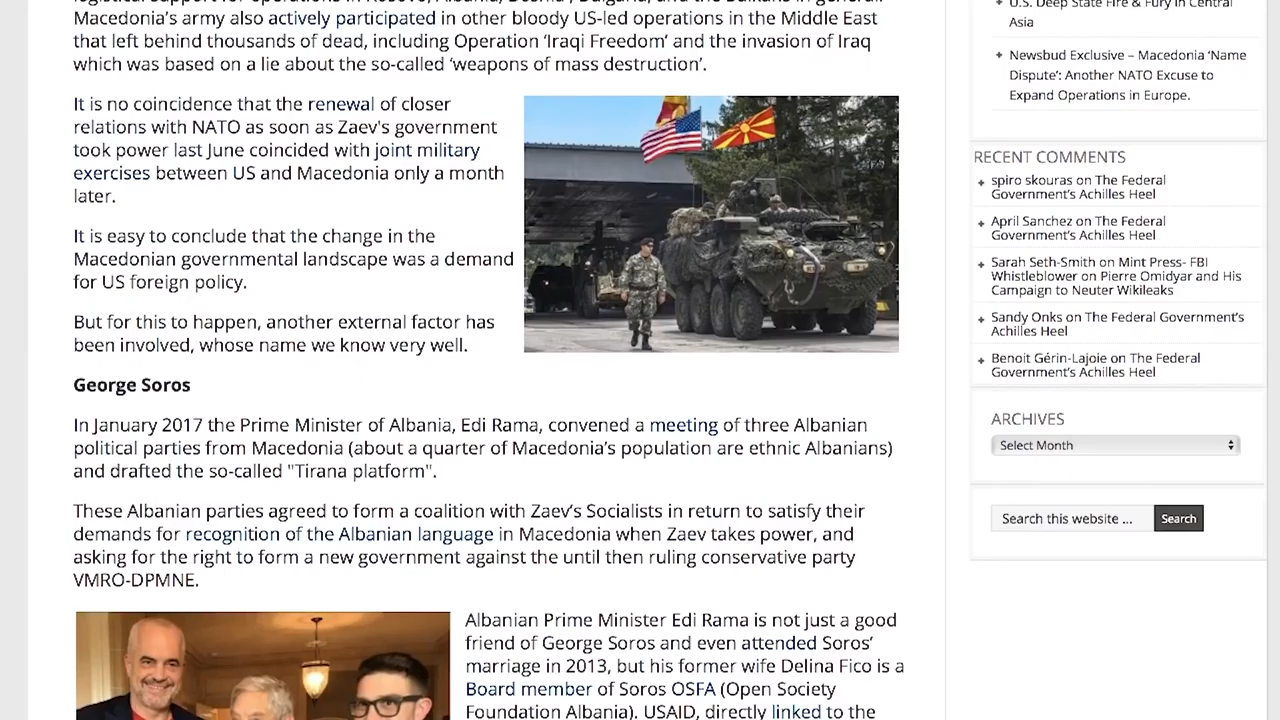 Macedonia's army also actively participated in other bloody US-led operations in the Middle East
that left behind thousands of dead, including Operation 'Iraqi Freedom' and the invasion of Iraq
which was based on a lie about the so-called 'weapons of mass destruction'.
It is no coincidence that the renewal of closer
relations with NATO as soon as Zaev's government
took power last June coincided with joint military
exercises between US and Macedonia only a month
later.
It is easy to conclude that the change in the
Macedonian governmental landscape was a demand
for US foreign policy.
But for this to happen, another external factor has
been involved, whose name we know very well.
George Soros
In January 2017 the Prime Minister of Albania, Edi Rama, convened a meeting of three Albanian
political parties from Macedonia (about a quarter of Macedonia's population are ethnic Albanians)
and drafted the so-called "Tirana platform".
These Albanian parties agreed to form a coalition with Zaev's Socialists in return to satisfy their
demands for recognition of the Albanian language in Macedonia when Zaev takes power, and
asking for the right to form a new government against the until then ruling conservative party
VMRO-DPMNE.
Albanian Prime Minister Edi Rama is not just a good
friend of George Soros and even attended Soros'
marriage in 2013, but his former wife Delina Fico is a
Board member of Soros OSFA (Open Society
Foundation Albania). USAID, directly linked to the
U.S. Deep State Fire & Fury in Central
Asia
Newsbud Exclusive – Macedonia 'Name
Dispute': Another NATO Excuse to
Expand Operations in Europe.
RECENT COMMENTS
spiro skouras on The Federal
Government's Achilles Heel
April Sanchez on The Federal
Government's Achilles Heel
Sarah Seth-Smith on Mint Press- FBI
Whistleblower on Pierre Omidyar and His
Campaign to Neuter Wikileaks
Sandy Onks on The Federal Government's
Achilles Heel
Benoit Gérin-Lajoie on The Federal
Government's Achilles Heel
ARCHIVES
Select Month
Search this website ...
Search